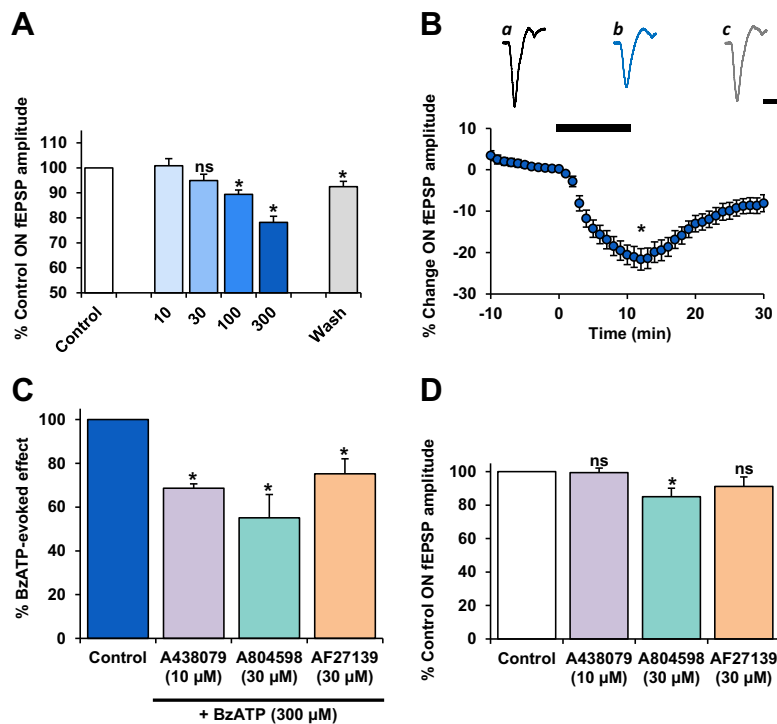 A
% Control ON fEPSP amplitude
110
100
90
80
70
60
50
ns
*
*
*
Control
10
30
100
300
Wash
B
a
b
c
% Change ON fEPSP amplitude
10
0
-10
-20
-30
*
-10
0
10
20
30
Time (min)
C
% BzATP-evoked effect
100
80
60
40
20
0
*
*
*
Control
A438079
(10 µM)
A804598
(30 µM)
AF27139
(30 µM)
+ BzATP (300 µM)
D
% Control ON fEPSP amplitude
120
100
80
60
40
20
0
ns
*
ns
Control
A438079
(10 µM)
A804598
(30 µM)
AF27139
(30 µM)